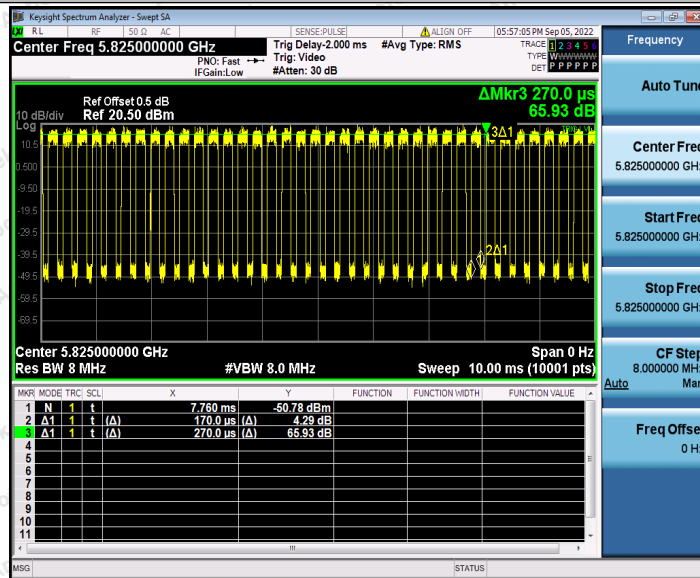 Keysight Spectrum Analyzer - Swept SA
RL RF 50 Ω AC SENSE:PULSE ALIGN OFF 05:57:05 PM Sep 05, 2022
Center Freq 5.825000000 GHz
PNO: Fast
IFGain:Low
Trig Delay-2.000 ms
Trig: Video
#Atten: 30 dB
#Avg Type: RMS
TRACE 1 2 3 4 5 6
TYPE W
DET P P P P P P
ΔMkr3 270.0 µs
65.93 dB
Ref Offset 0.5 dB
10 dB/div Ref 20.50 dBm
Log
10.5
0.500
-9.50
-19.5
-29.5
-39.5
-49.5
-59.5
-69.5
3Δ1
2Δ1
Center 5.825000000 GHz Span 0 Hz
Res BW 8 MHz #VBW 8.0 MHz Sweep 10.00 ms (10001 pts)
MKR MODE TRC SCL X Y FUNCTION FUNCTION WIDTH FUNCTION VALUE
1 N 1 t 7.760 ms -50.78 dBm
2 Δ1 1 t (Δ) 170.0 µs (Δ) 4.29 dB
3 Δ1 1 t (Δ) 270.0 µs (Δ) 65.93 dB
4
5
6
7
8
9
10
11
MSG STATUS
Frequency
Auto Tune
Center Freq
5.825000000 GHz
Start Freq
5.825000000 GHz
Stop Freq
5.825000000 GHz
CF Step
8.000000 MHz
Auto Man
Freq Offset
0 Hz